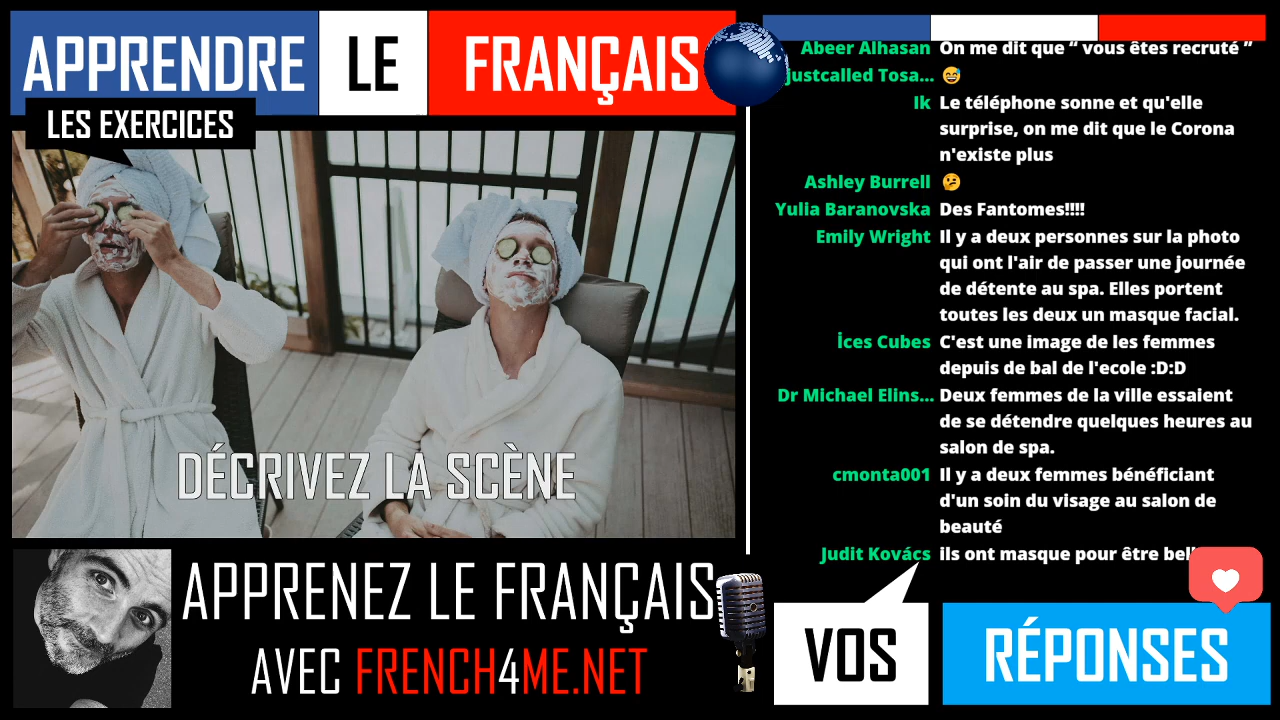 APPRENDRE LE FRANÇAIS
LES EXERCICES
DÉCRIVEZ LA SCÈNE
APPRENEZ LE FRANÇAIS
AVEC FRENCH4ME.NET
Abeer Alhasan On me dit que “ vous êtes recruté ”
justcalled Tosa...
Ik Le téléphone sonne et qu'elle
surprise, on me dit que le Corona
n'existe plus
Ashley Burrell
Yulia Baranovska Des Fantomes!!!!
Emily Wright Il y a deux personnes sur la photo
qui ont l'air de passer une journée
de détente au spa. Elles portent
toutes les deux un masque facial.
İces Cubes C'est une image de les femmes
depuis de bal de l'ecole :D:D
Dr Michael Elins... Deux femmes de la ville essaient
de se détendre quelques heures au
salon de spa.
cmonta001 Il y a deux femmes bénéficiant
d'un soin du visage au salon de
beauté
Judit Kovács ils ont masque pour être
VOS RÉPONSES